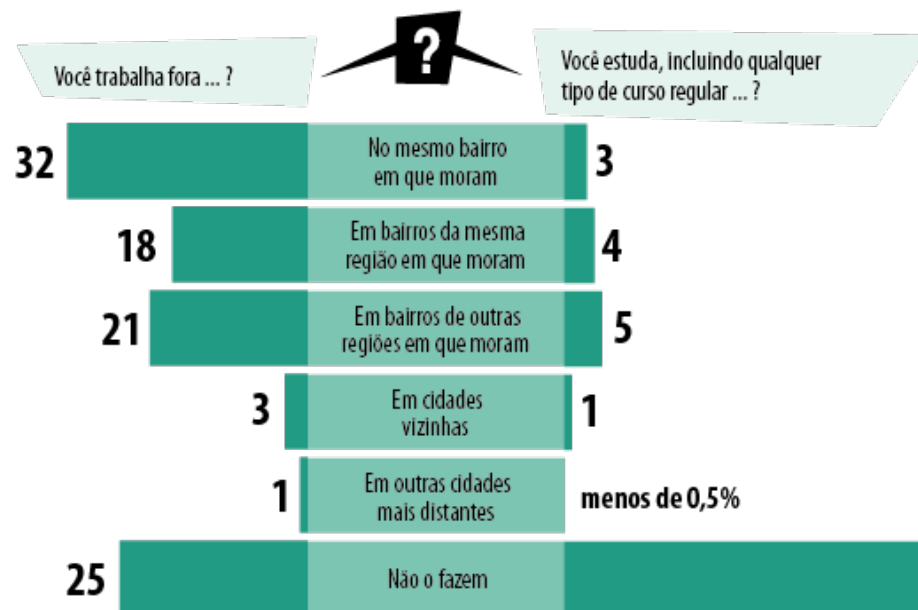 ?
Você trabalha fora ... ?
Você estuda, incluindo qualquer
tipo de curso regular ... ?
32
No mesmo bairro
em que moram
3
18
Em bairros da mesma
região em que moram
4
21
Em bairros de outras
regiões em que moram
5
3
Em cidades
vizinhas
1
1
Em outras cidades
mais distantes
menos de 0,5%
25
Não o fazem